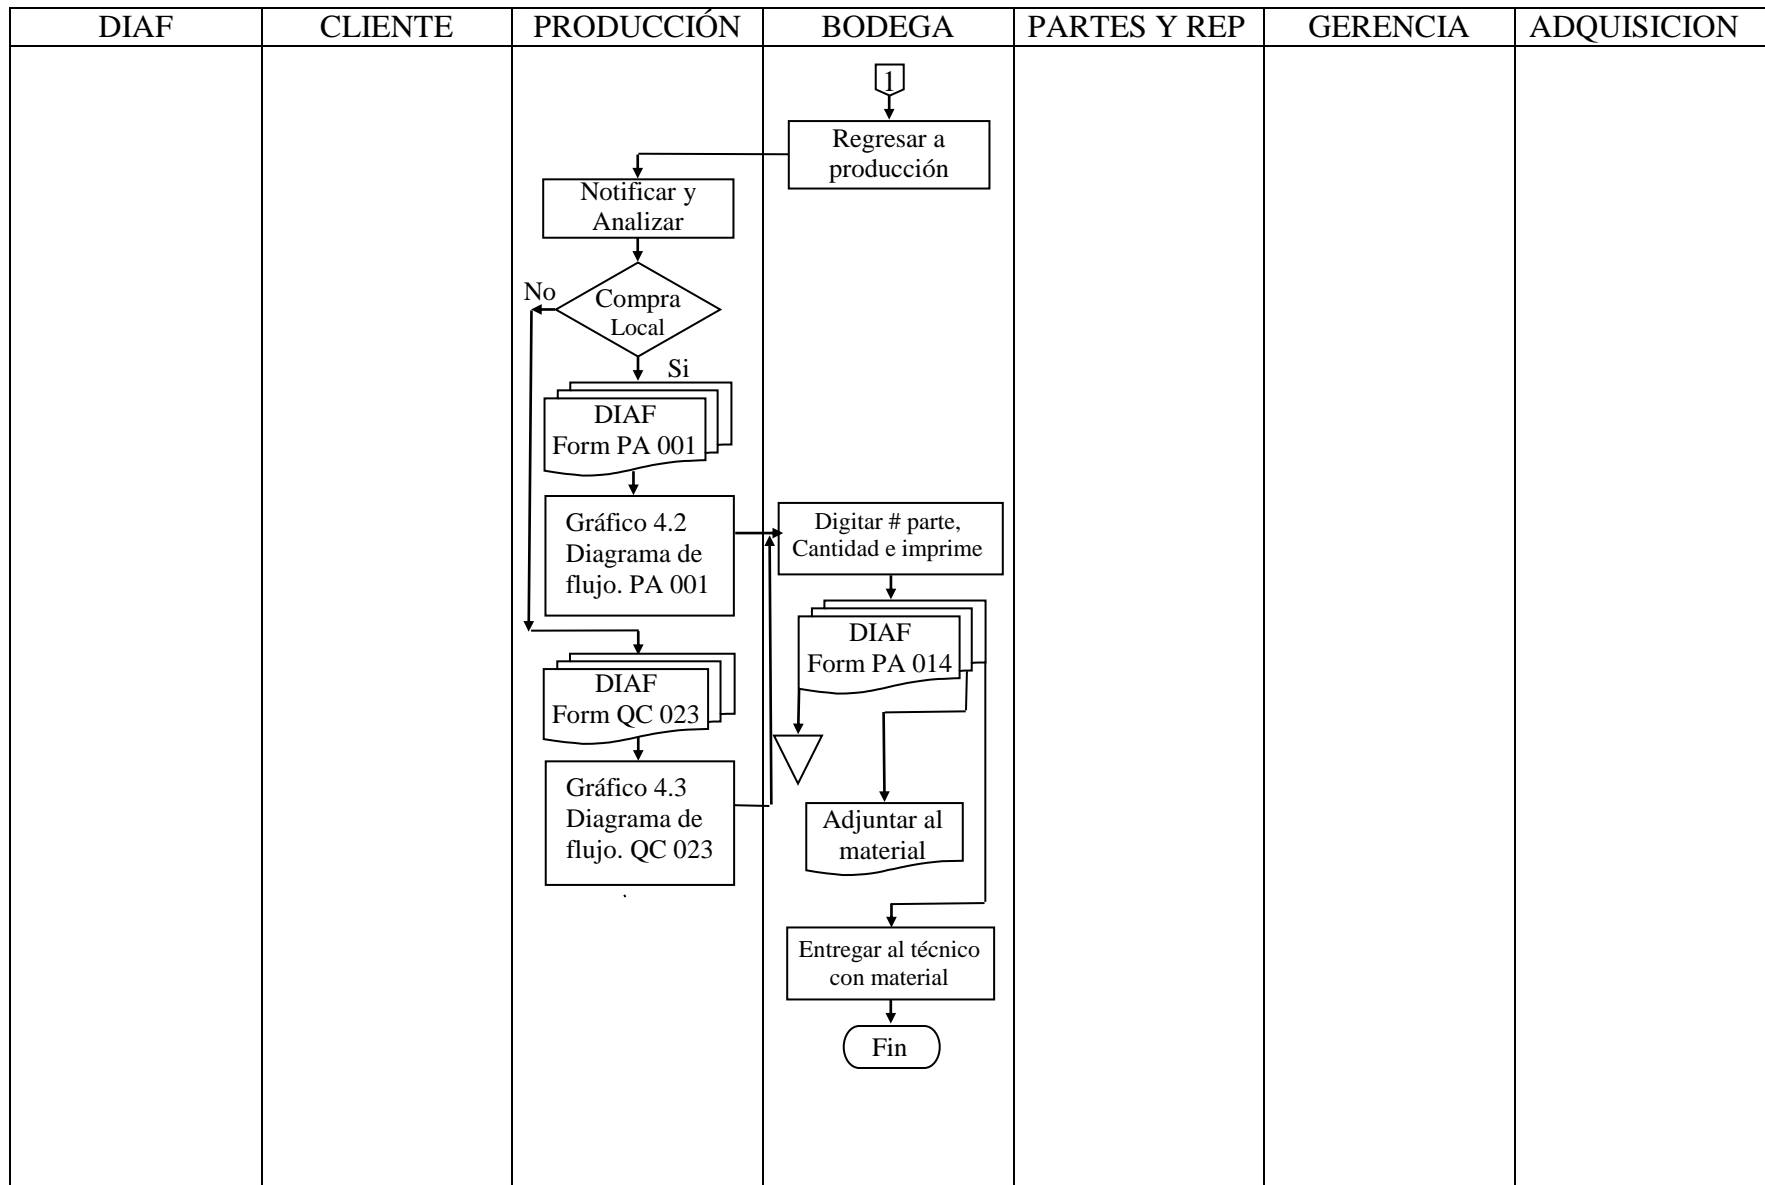 DIAF
CLIENTE
PRODUCCIÓN
BODEGA
PARTES Y REP
GERENCIA
ADQUISICION
1
Regresar a
producción
Notificar y
Analizar
No
Compra
Local
Si
DIAF
Form PA 001
Gráfico 4.2
Diagrama de
flujo. PA 001
Digitar # parte,
Cantidad e imprime
DIAF
Form PA 014
DIAF
Form QC 023
Gráfico 4.3
Diagrama de
flujo. QC 023
Adjuntar al
material
Entregar al técnico
con material
Fin